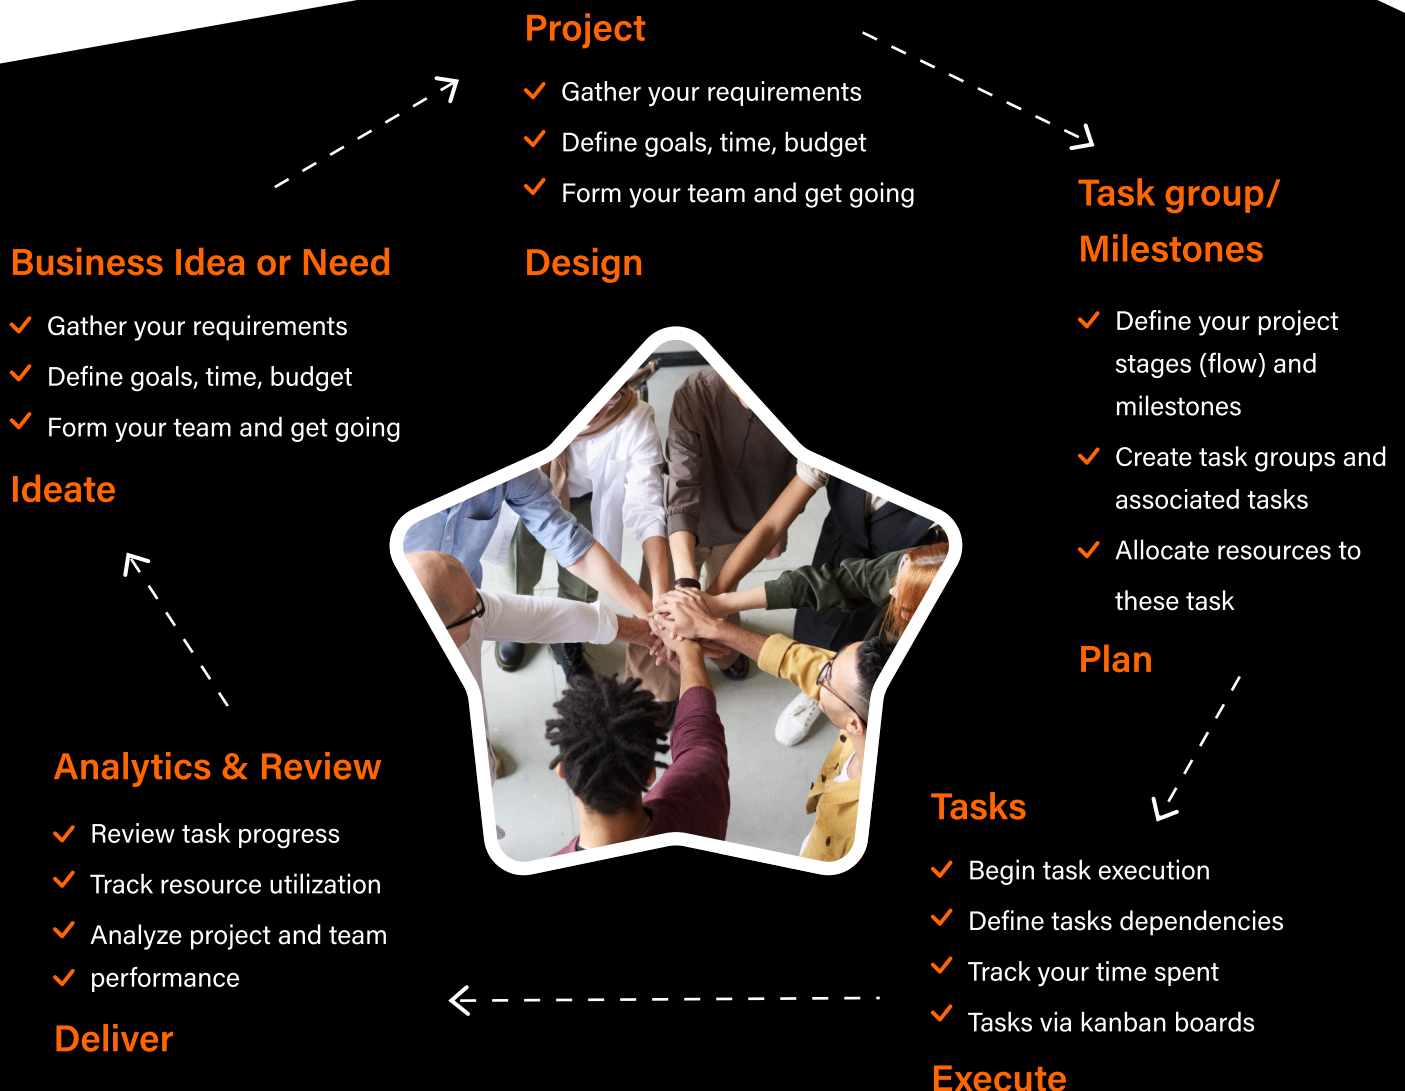 Project
Gather your requirements
Define goals, time, budget
Form your team and get going
Design
Task group/
Milestones
Define your project
stages (flow) and
milestones
Create task groups and
associated tasks
Allocate resources to
these task
Plan
Tasks
Begin task execution
Define tasks dependencies
Track your time spent
Tasks via kanban boards
Execute
Analytics & Review
Review task progress
Track resource utilization
Analyze project and team
performance
Deliver
Business Idea or Need
Gather your requirements
Define goals, time, budget
Form your team and get going
Ideate